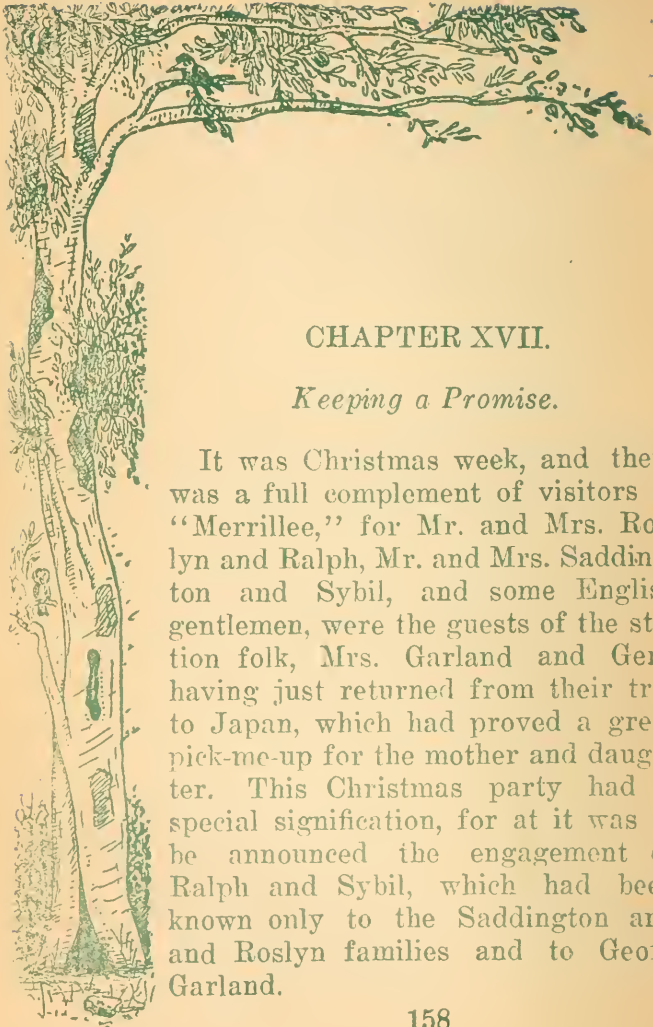 CHAPTER XVII.
Keeping a Promise.
It was Christmas week, and the
was a full complement of visitors
"Merrillee," for Mr. and Mrs. Ro
lyn and Ralph, Mr. and Mrs. Saddin
ton and Sybil, and some Englis
gentlemen, were the guests of the st
tion folk, Mrs. Garland and Ger
having just returned from their tr
to Japan, which had proved a gre
pick-me-up for the mother and daug
ter. This Christmas party had
special signification, for at it was
be announced the engagement
Ralph and Sybil, which had bee
known only to the Saddington an
and Roslyn families and to Geof
Garland.
158